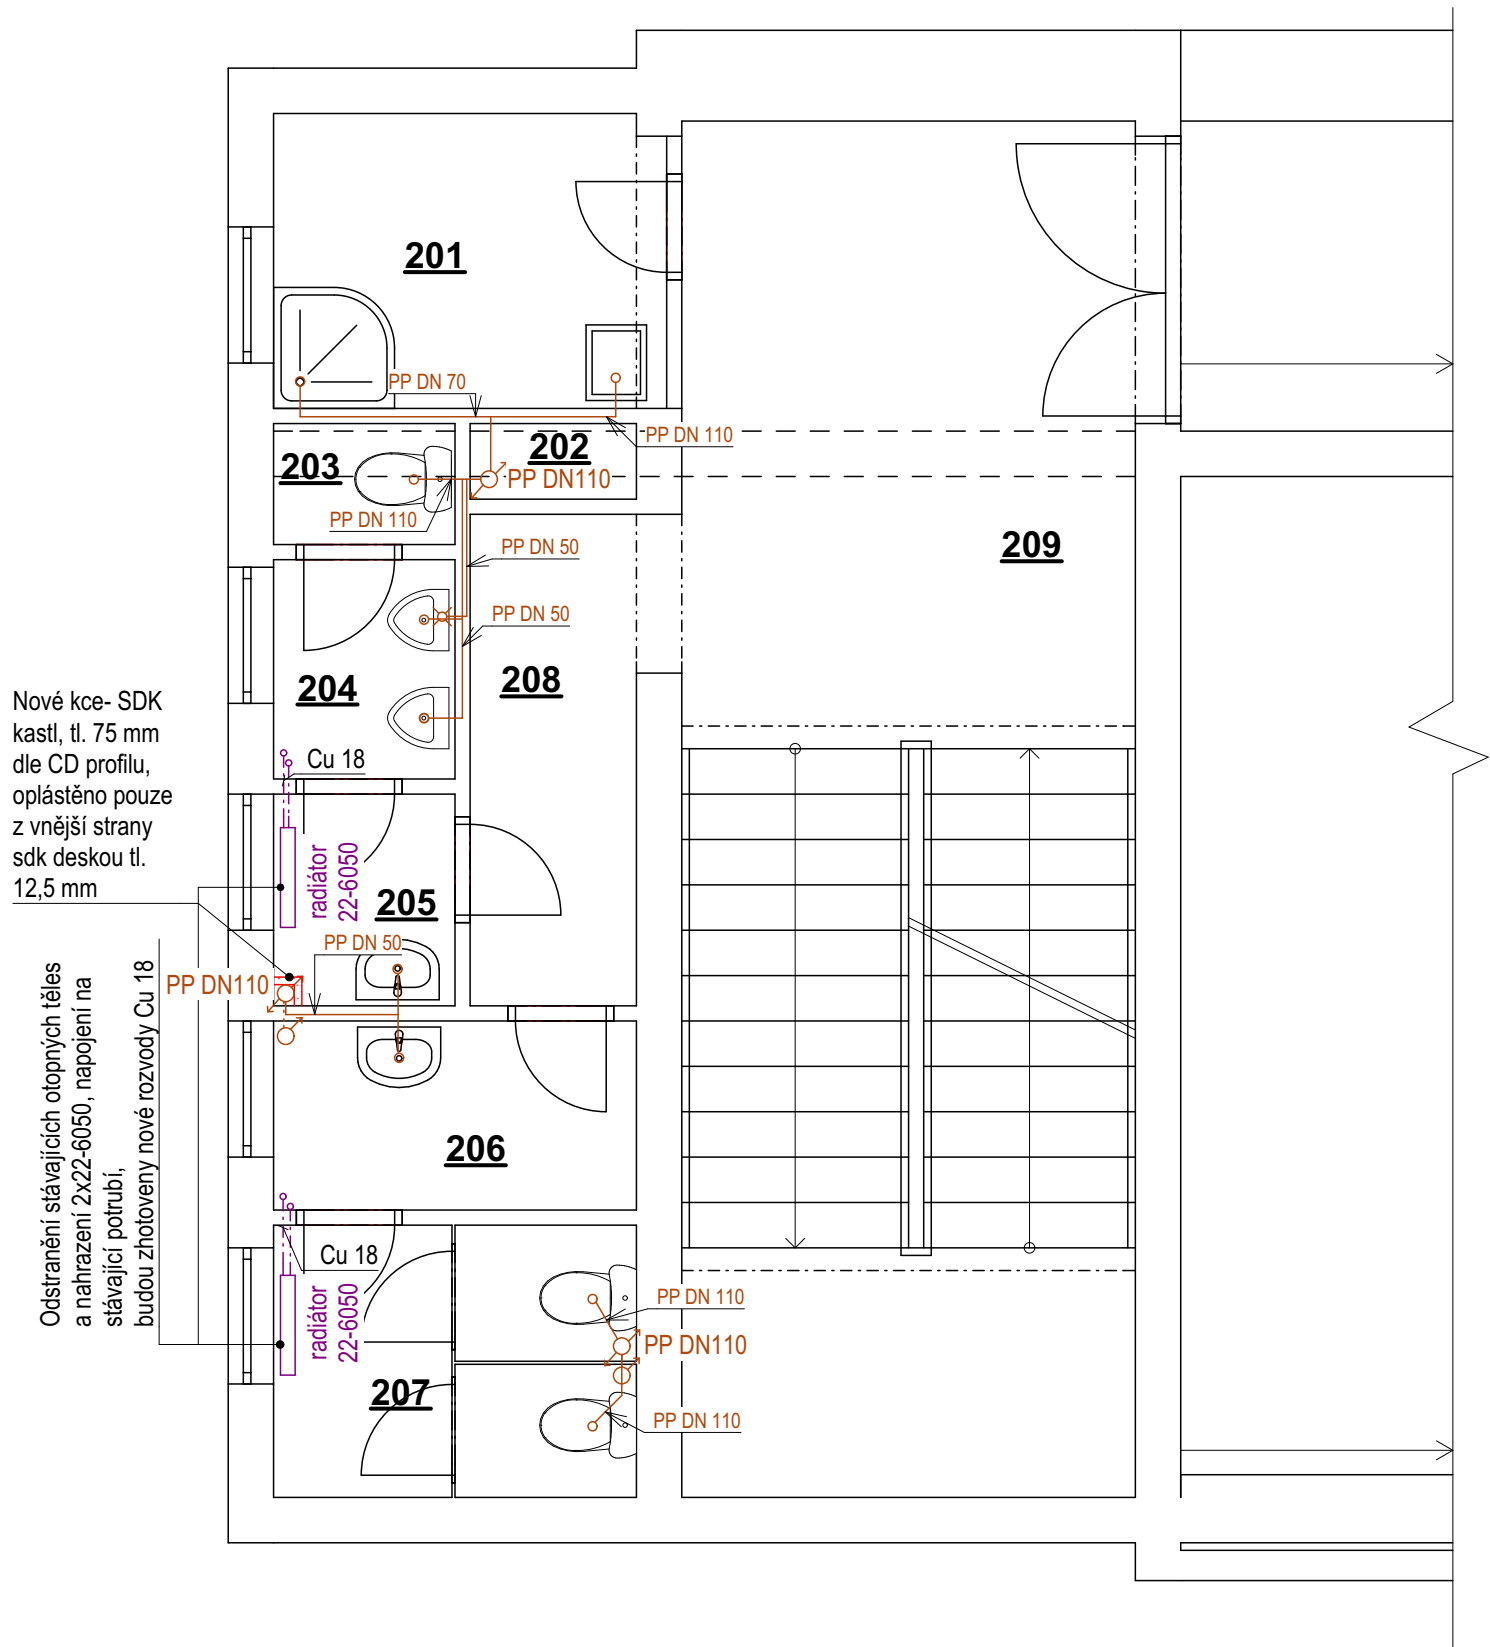 201
PP DN 70
PP DN 110
202
203
PP DN110
PP DN 110
PP DN 50
209
PP DN 50
204
208
Nové kce- SDK
kastl, tl. 75 mm
dle CD profilu,
oplástěno pouze
z vnější strany
sdk deskou tl.
12,5 mm
Cu 18
radiátor
22-6050
205
PP DN 50
PP DN110
Odstranění stávajících otopných těles
a nahrazení 2x22-6050, napojení na
stávající potrubí,
budou zhotoveny nové rozvody Cu 18
206
Cu 18
radiátor
22-6050
PP DN 110
PP DN110
207
PP DN 110